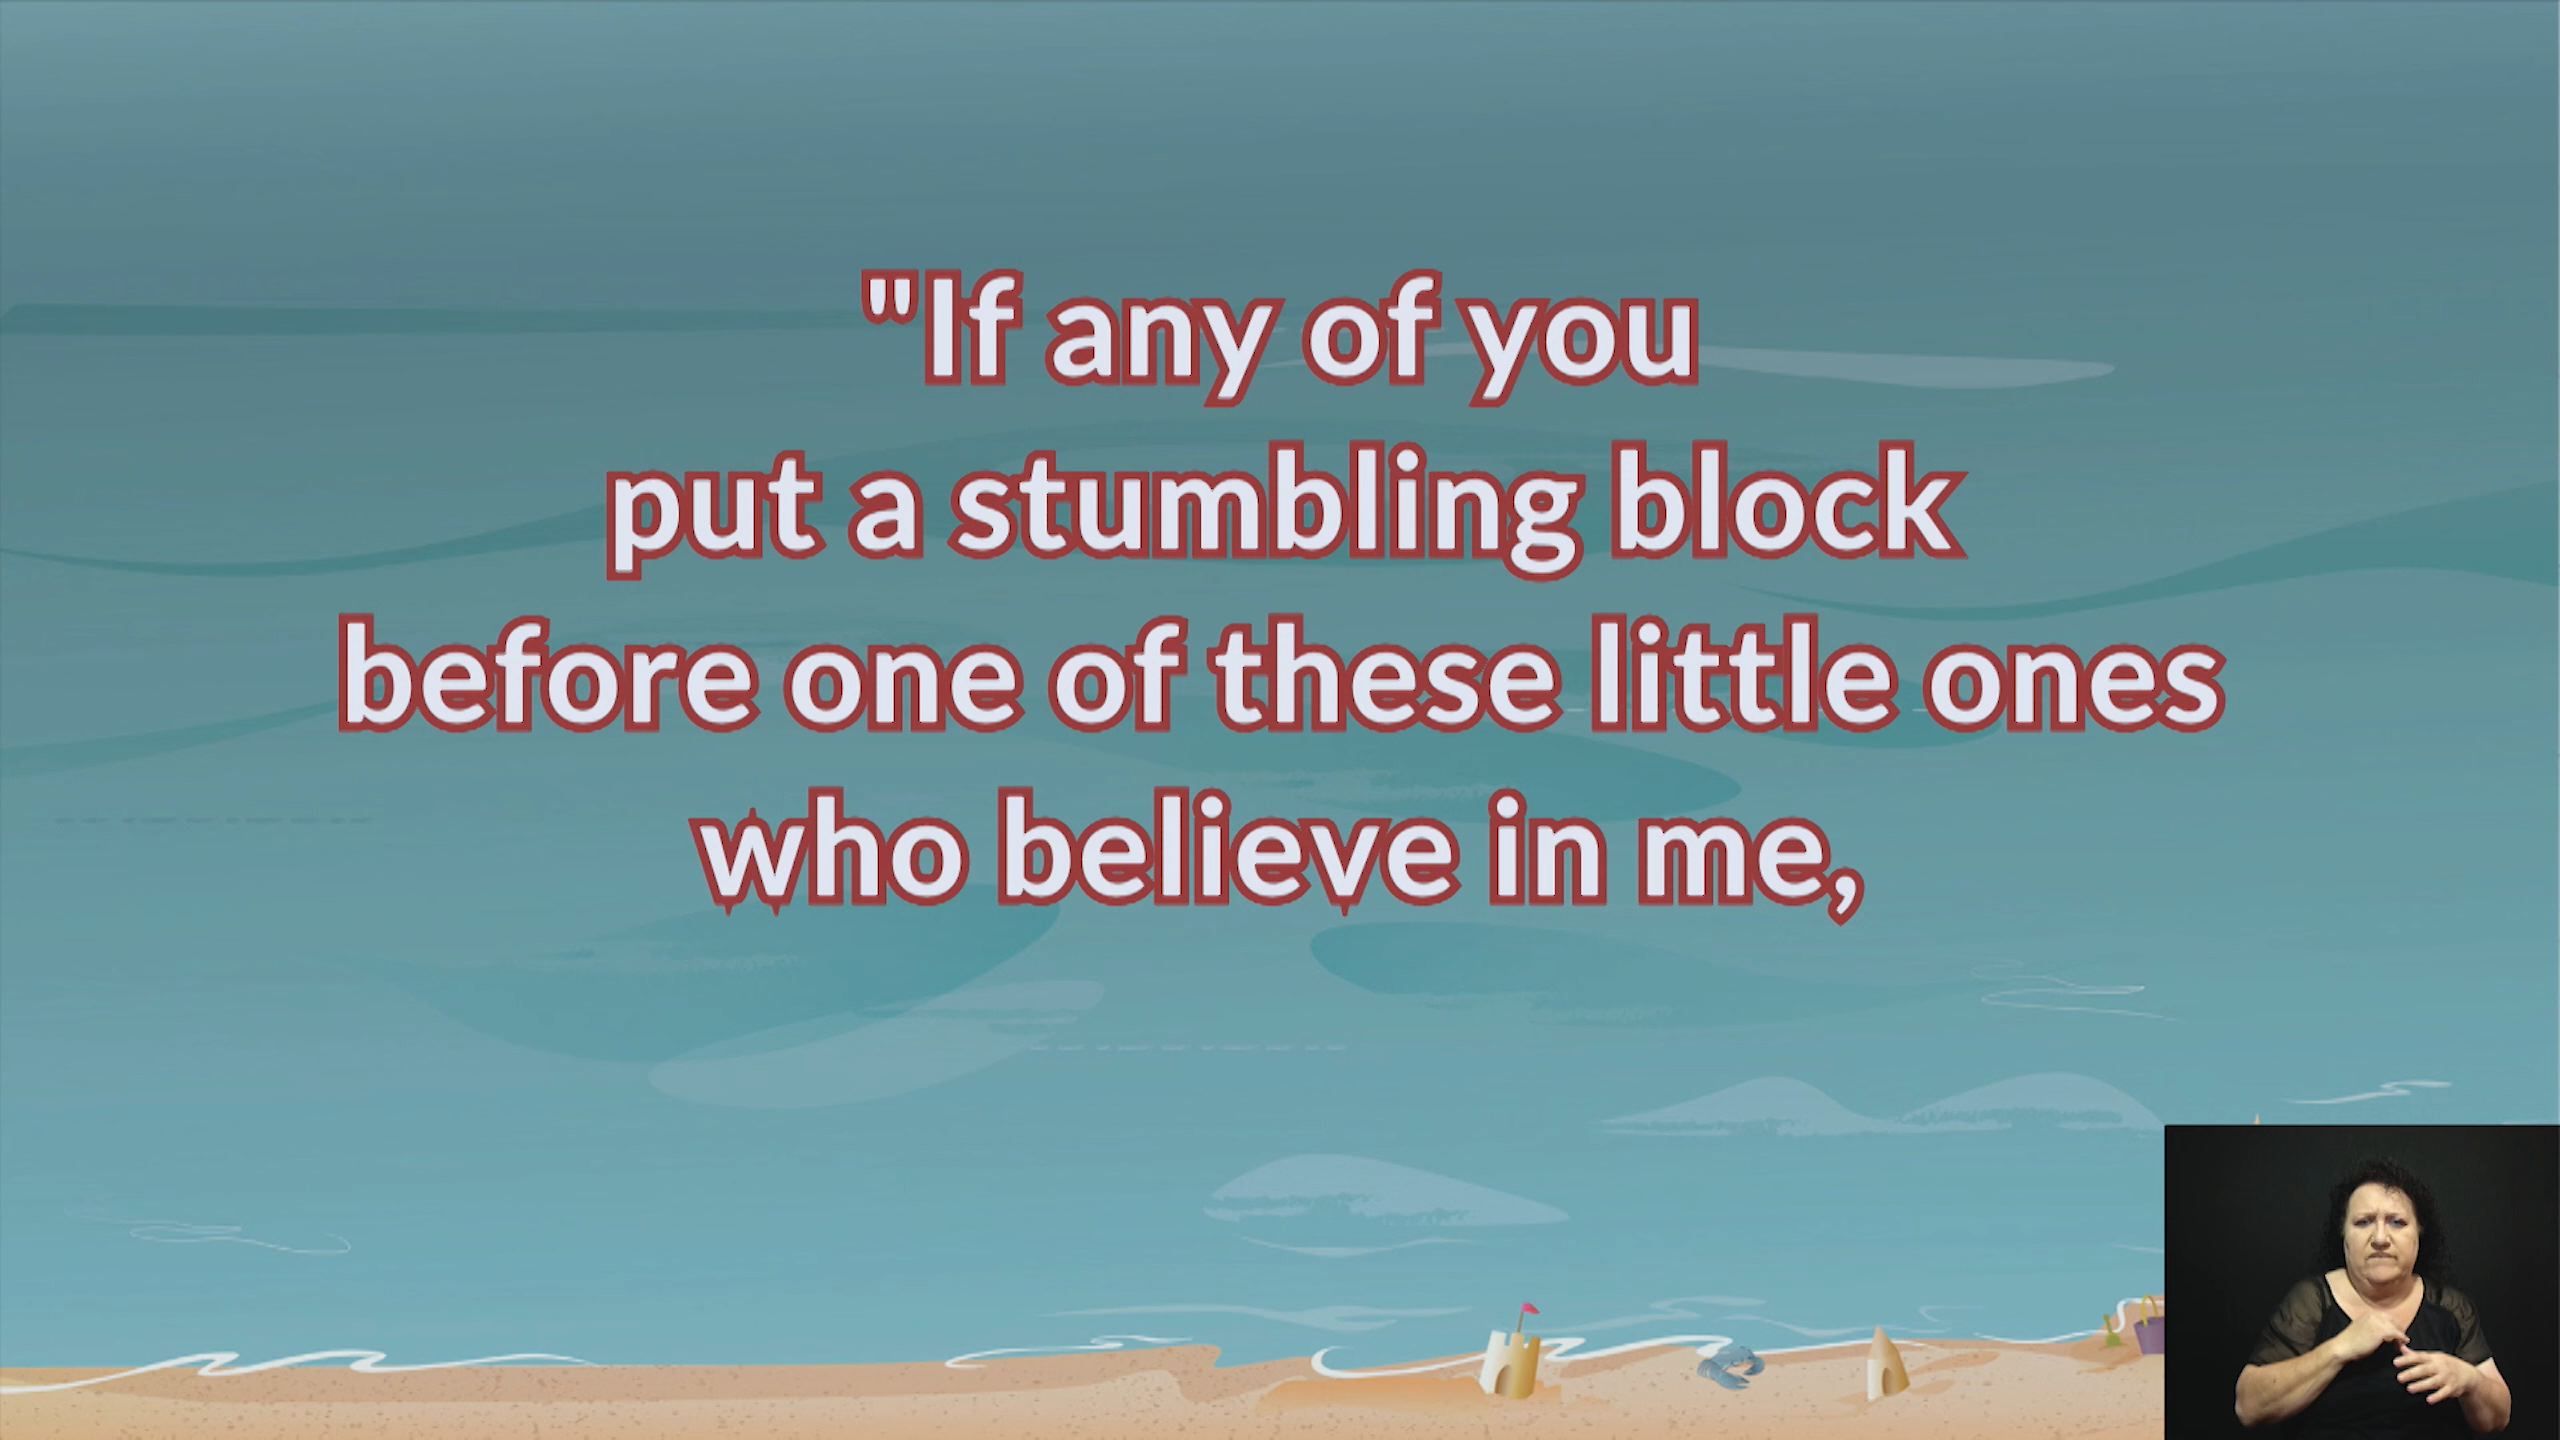 "If any of you
put a stumbling block
before one of these little ones
who believe in me,